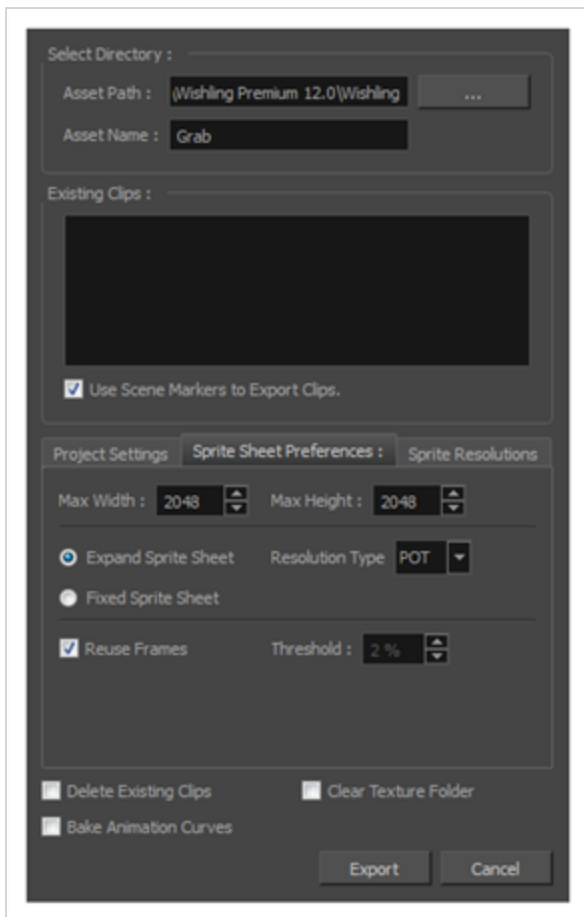 Select Directory :
Asset Path : (Wishling Premium 12.0\Wishling ...
Asset Name : Grab
Existing Clips :
Use Scene Markers to Export Clips.
Project Settings Sprite Sheet Preferences : Sprite Resolutions
Max Width : 2048 Max Height : 2048
Expand Sprite Sheet Resolution Type POT
Fixed Sprite Sheet
Reuse Frames Threshold : 2 %
Delete Existing Clips Clear Texture Folder
Bake Animation Curves
Export Cancel